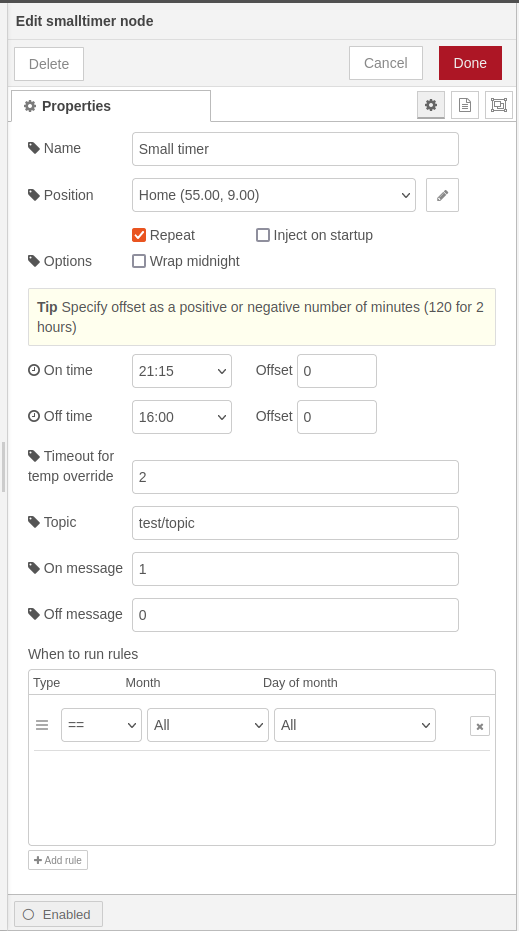 Edit smalltimer node
Delete
Cancel
Done
Properties
Name
Small timer
Position
Home (55.00, 9.00)
Repeat
Inject on startup
Options
Wrap midnight
Tip Specify offset as a positive or negative number of minutes (120 for 2
hours)
On time
21:15
Offset
0
Off time
16:00
Offset
0
Timeout for
temp override
2
Topic
test/topic
On message
1
Off message
0
When to run rules
Type
Month
Day of month
==
All
All
Add rule
Enabled